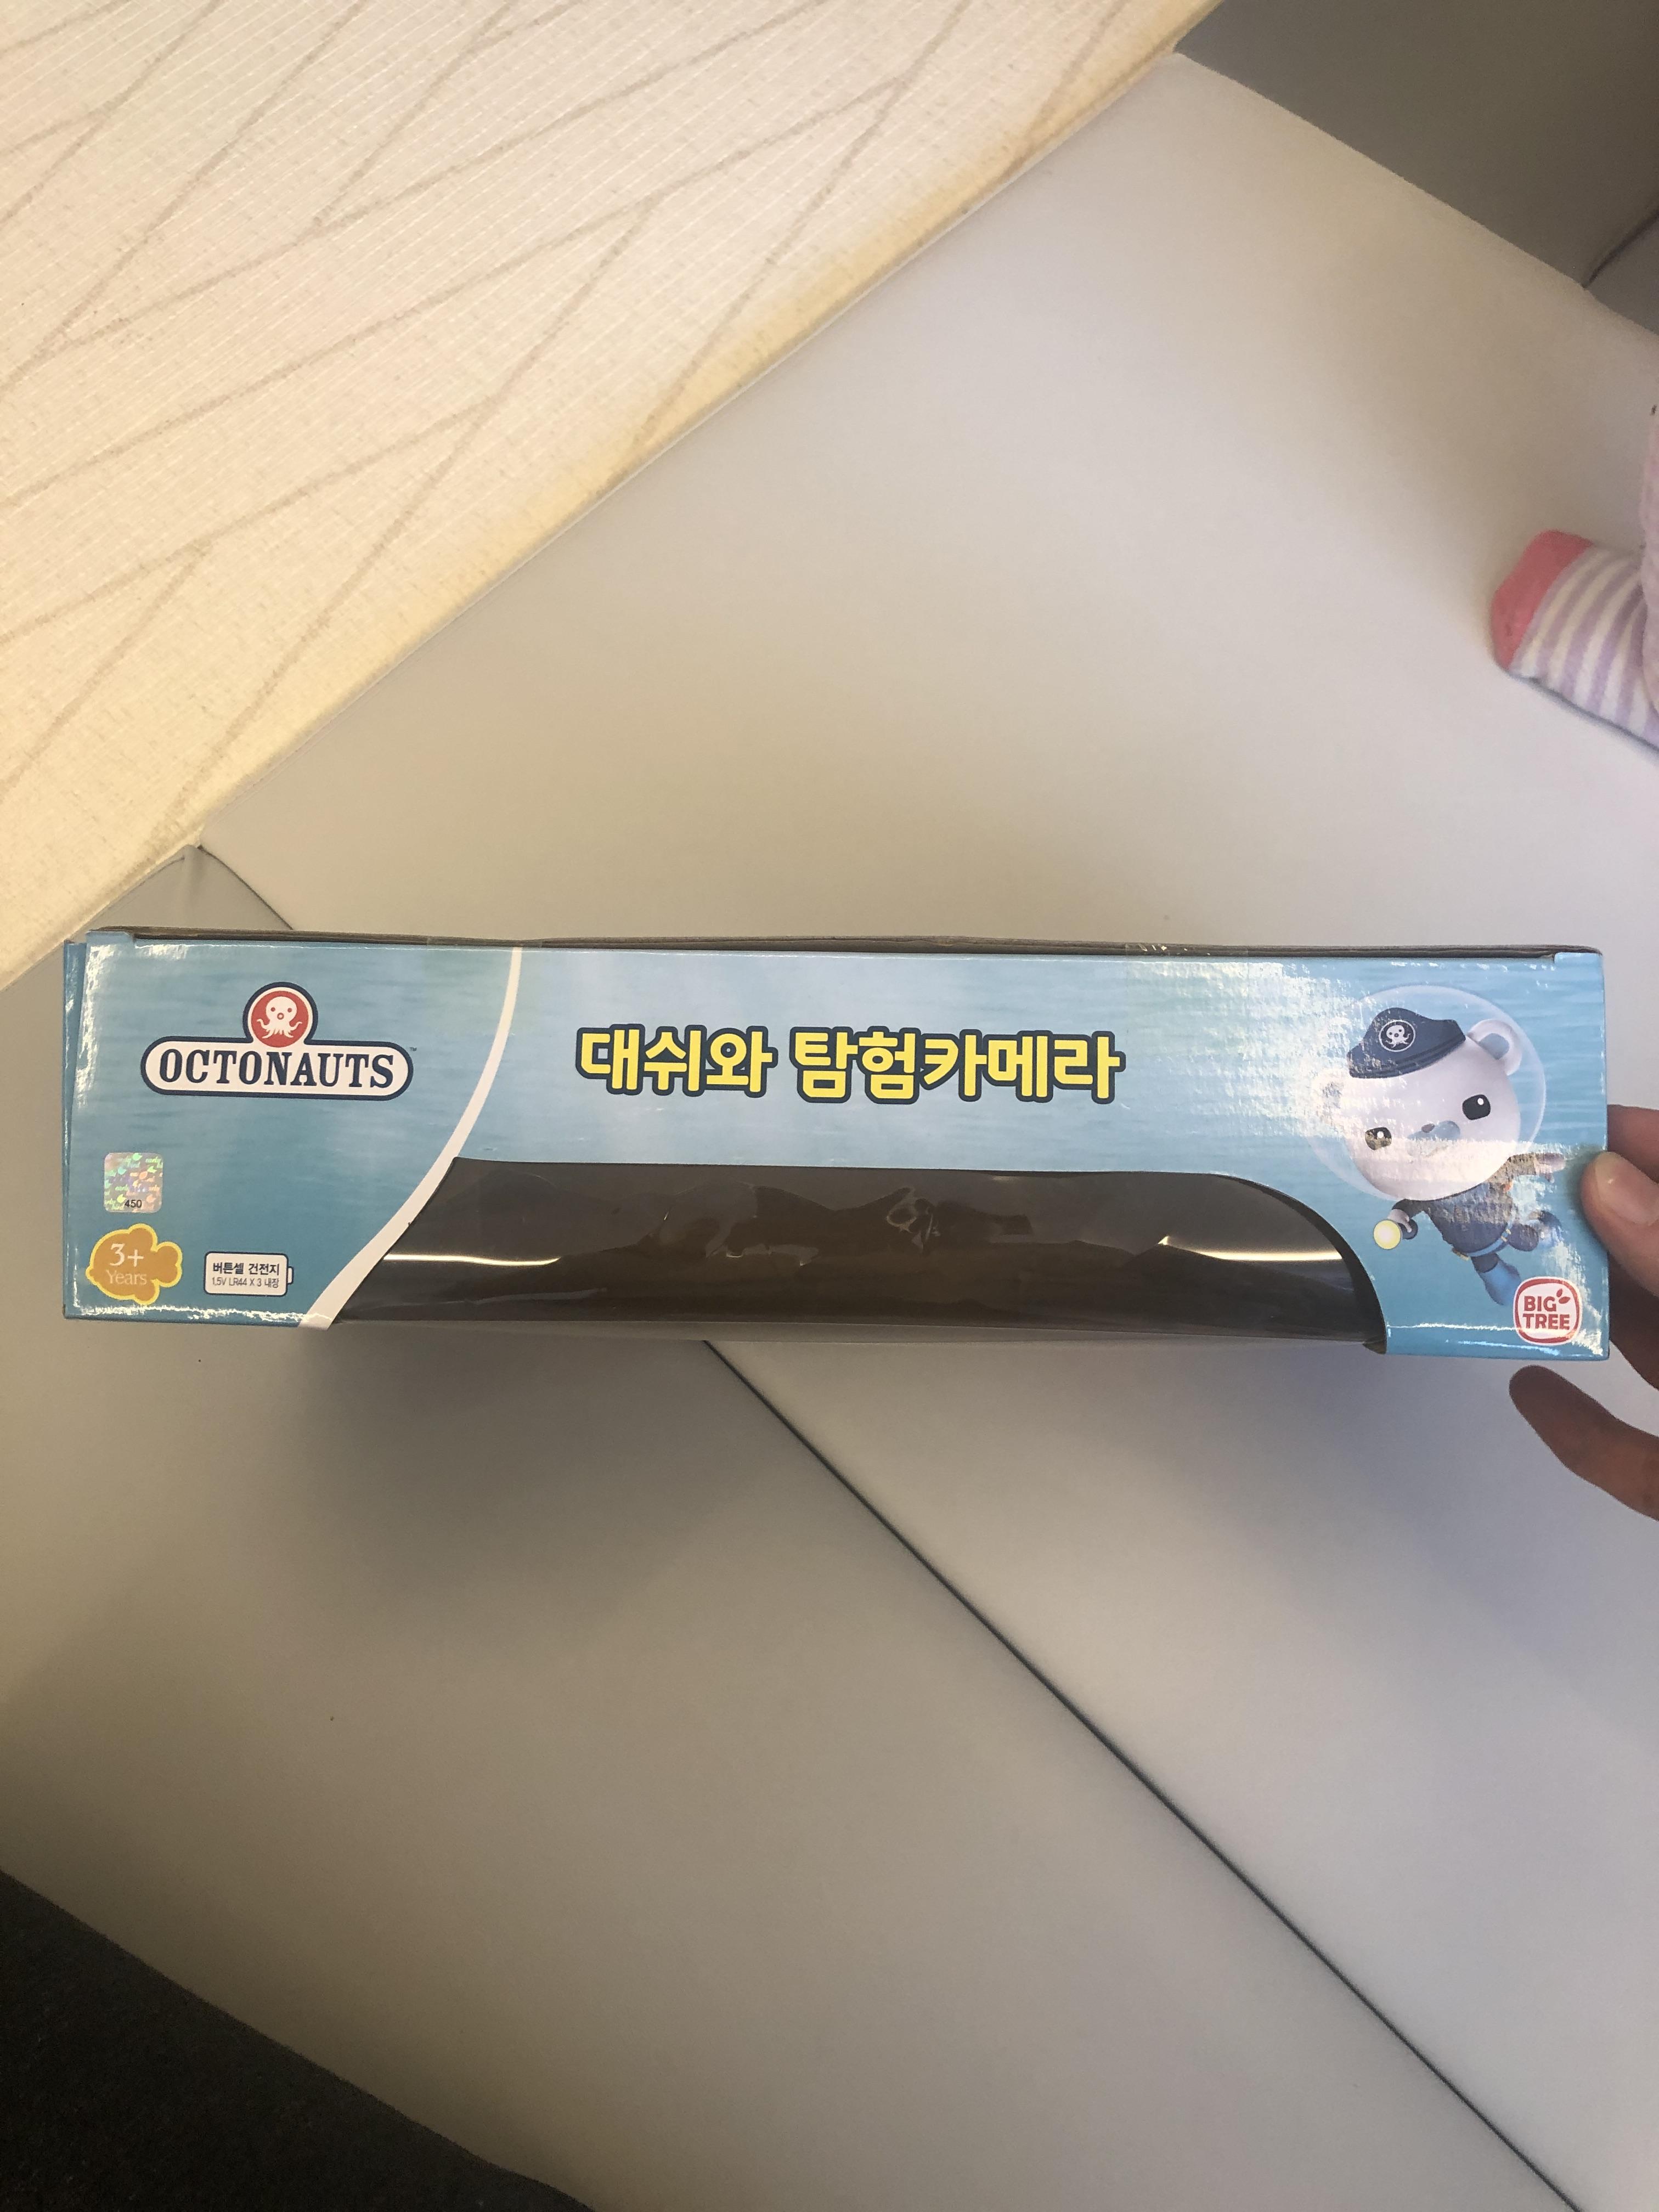 OCTONAUTS™
대쉬와 탐험카메라
450
3+
Years
버튼셀 건전지
1.5V LR44 X 3 내장
BIG
TREE